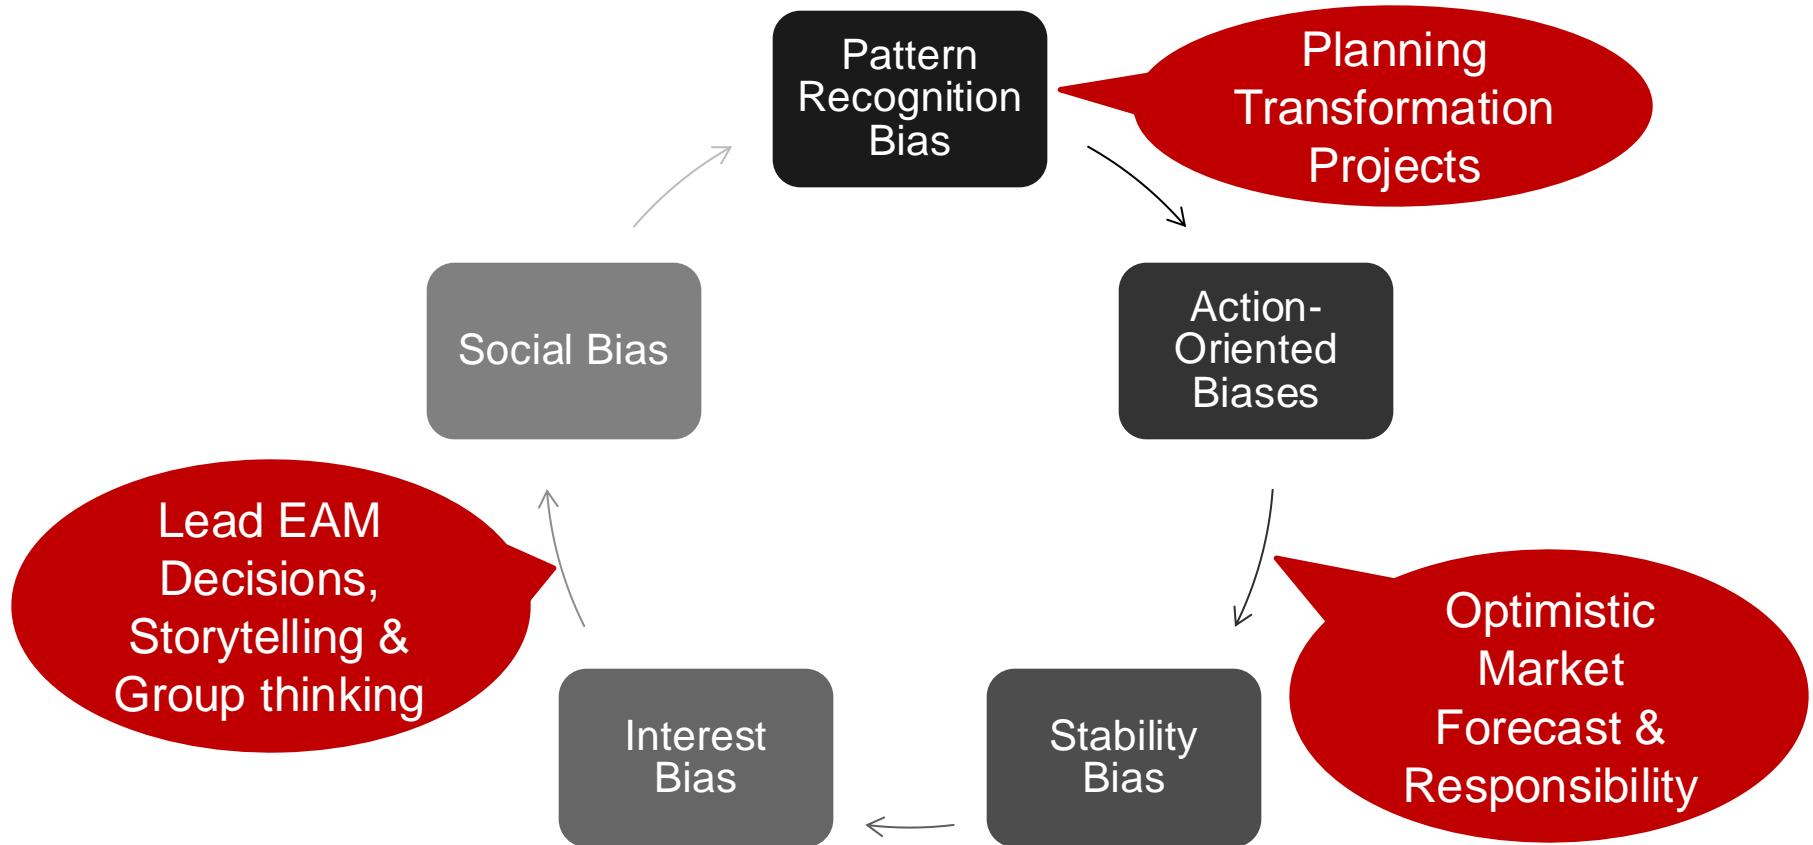 Pattern
Recognition
Bias
Planning
Transformation
Projects
Social Bias
Action-
Oriented
Biases
Lead EAM
Decisions,
Storytelling &
Group thinking
Optimistic
Market
Forecast &
Responsibility
Interest
Bias
Stability
Bias